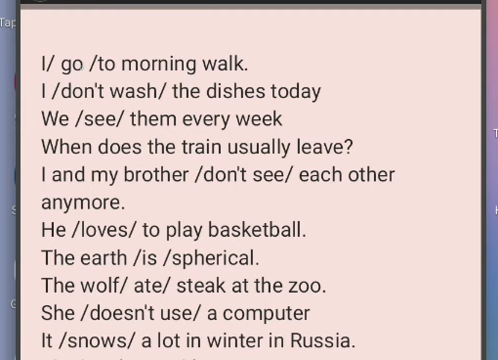 I/ go /to morning walk.
I /don't wash/ the dishes today
We /see/ them every week
When does the train usually leave?
I and my brother /don't see/ each other
anymore.
He /loves/ to play basketball.
The earth /is /spherical.
The wolf/ ate/ steak at the zoo.
She /doesn't use/ a computer
It /snows/ a lot in winter in Russia.